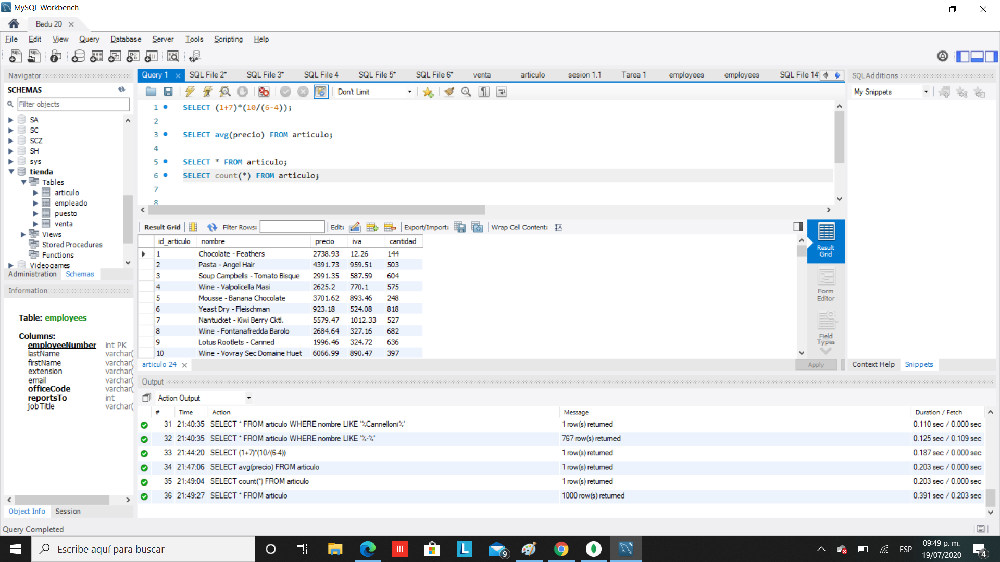 MySQL Workbench
Bedu 20
File Edit View Query Database Server Tools Scripting Help
Navigator
SCHEMAS
Filter objects
SA
SC
SCZ
SH
sys
tienda
Tables
articulo
empleado
puesto
venta
Views
Stored Procedures
Functions
Videogames
Administration Schemas
Information
Table: employees
Columns:
employeeNumber int PK
lastName varchar(
firstName varchar(
extension varchar(
email varchar(
officeCode varchar(
reportsTo int
jobTitle varchar(
Object Info Session
Query 1 SQL File 2* SQL File 3* SQL File 4 SQL File 5* SQL File 6* venta articulo sesion 1.1 Tarea 1 employees employees SQL File 14*
Don't Limit
1 SELECT (1+7)*(10/(6-4));
2
3 SELECT avg(precio) FROM articulo;
4
5 SELECT * FROM articulo;
6 SELECT count(*) FROM articulo;
7
8
Result Grid Filter Rows: Edit: Export/Import: Wrap Cell Content:
id_articulo nombre precio iva cantidad
1 Chocolate - Feathers 2738.93 12.26 144
2 Pasta - Angel Hair 4391.73 959.51 503
3 Soup Campbells - Tomato Bisque 2991.35 587.59 604
4 Wine - Valpolicella Masi 2625.2 770.1 575
5 Mousse - Banana Chocolate 3701.62 893.46 248
6 Yeast Dry - Fleischman 923.18 524.08 818
7 Nantucket - Kiwi Berry Cktl. 5579.47 1012.33 527
8 Wine - Fontanafredda Barolo 2684.64 327.16 682
9 Lotus Rootlets - Canned 1996.46 324.72 636
10 Wine - Vovray Sec Domaine Huet 6066.99 890.47 397
Result
Grid
Form
Editor
Field
Types
articulo 24
Apply
SQLAdditions
My Snippets
Context Help Snippets
Output
Action Output
# Time Action Message Duration / Fetch
31 21:40:35 SELECT * FROM articulo WHERE nombre LIKE '%Cannelloni%' 1 row(s) returned 0.110 sec / 0.000 sec
32 21:40:35 SELECT * FROM articulo WHERE nombre LIKE '%-%' 767 row(s) returned 0.125 sec / 0.109 sec
33 21:44:20 SELECT (1+7)*(10/(6-4)) 1 row(s) returned 0.187 sec / 0.000 sec
34 21:47:06 SELECT avg(precio) FROM articulo 1 row(s) returned 0.203 sec / 0.000 sec
35 21:49:04 SELECT count(*) FROM articulo 1 row(s) returned 0.203 sec / 0.000 sec
36 21:49:27 SELECT * FROM articulo 1000 row(s) returned 0.391 sec / 0.203 sec
Query Completed
Escribe aquí para buscar
L
9
ESP
09:49 p. m.
19/07/2020
4